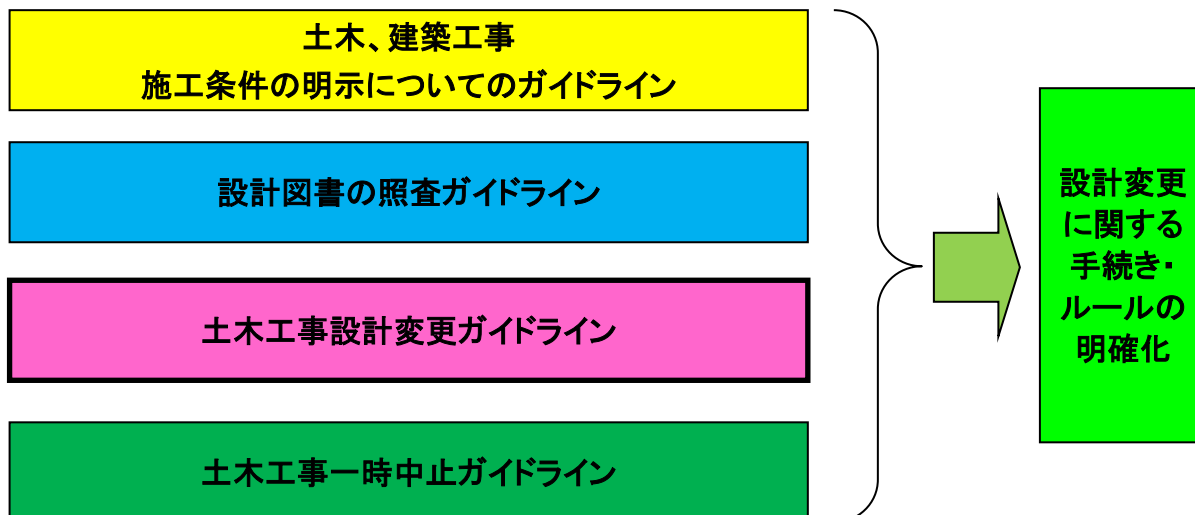 土木、建築工事
施工条件の明示についてのガイドライン
設計図書の照査ガイドライン
土木工事設計変更ガイドライン
土木工事一時中止ガイドライン
設計変更
に関する
手続き・
ルールの
明確化